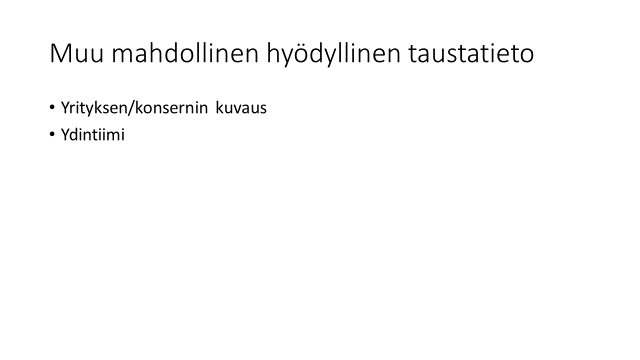 Muu mahdollinen hyödyllinen taustatieto
• Yrityksen/konsernin kuvaus
• Ydintiimi